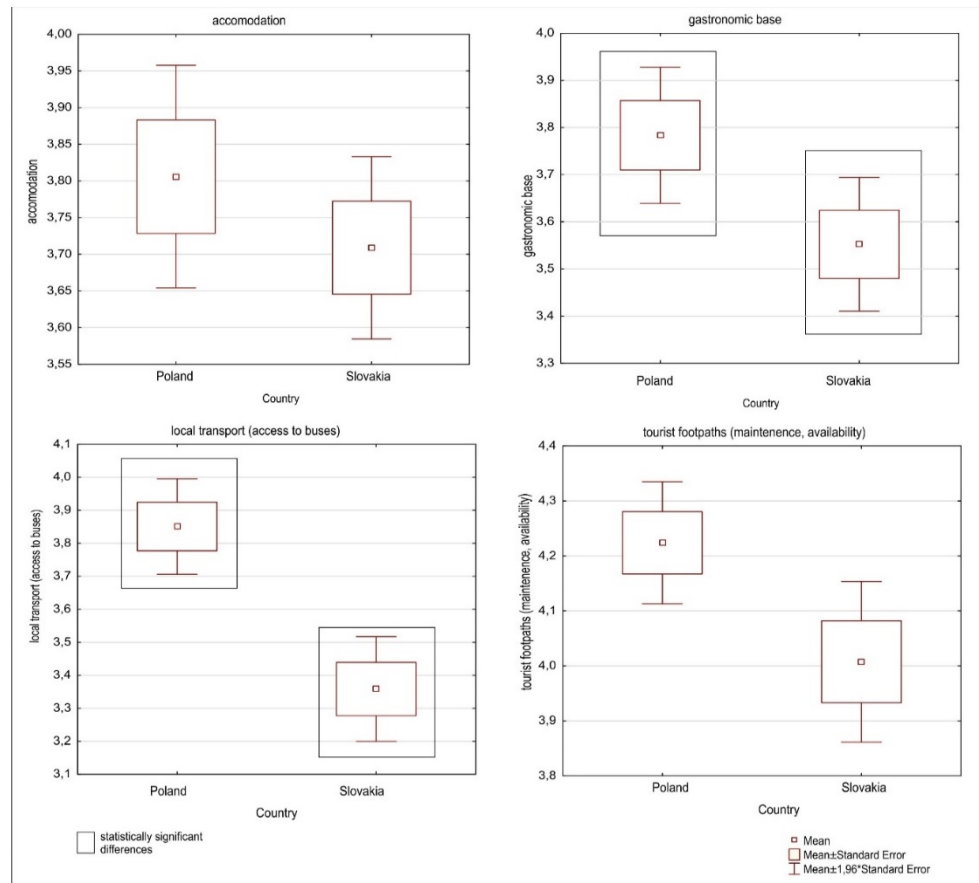 accomodation
accomodation
3,55
3,60
3,65
3,70
3,75
3,80
3,85
3,90
3,95
4,00
Poland
Slovakia
Country
gastronomic base
gastronomic base
3,3
3,4
3,5
3,6
3,7
3,8
3,9
4,0
Poland
Slovakia
Country
local transport (access to buses)
local transport (access to buses)
3,1
3,2
3,3
3,4
3,5
3,6
3,7
3,8
3,9
4,0
4,1
Poland
Slovakia
Country
tourist footpaths (maintenence, availability)
tourist footpaths (maintenence, availability)
3,8
3,9
4,0
4,1
4,2
4,3
4,4
Poland
Slovakia
Country
statistically significant
differences
Mean
Mean±Standard Error
Mean±1,96*Standard Error